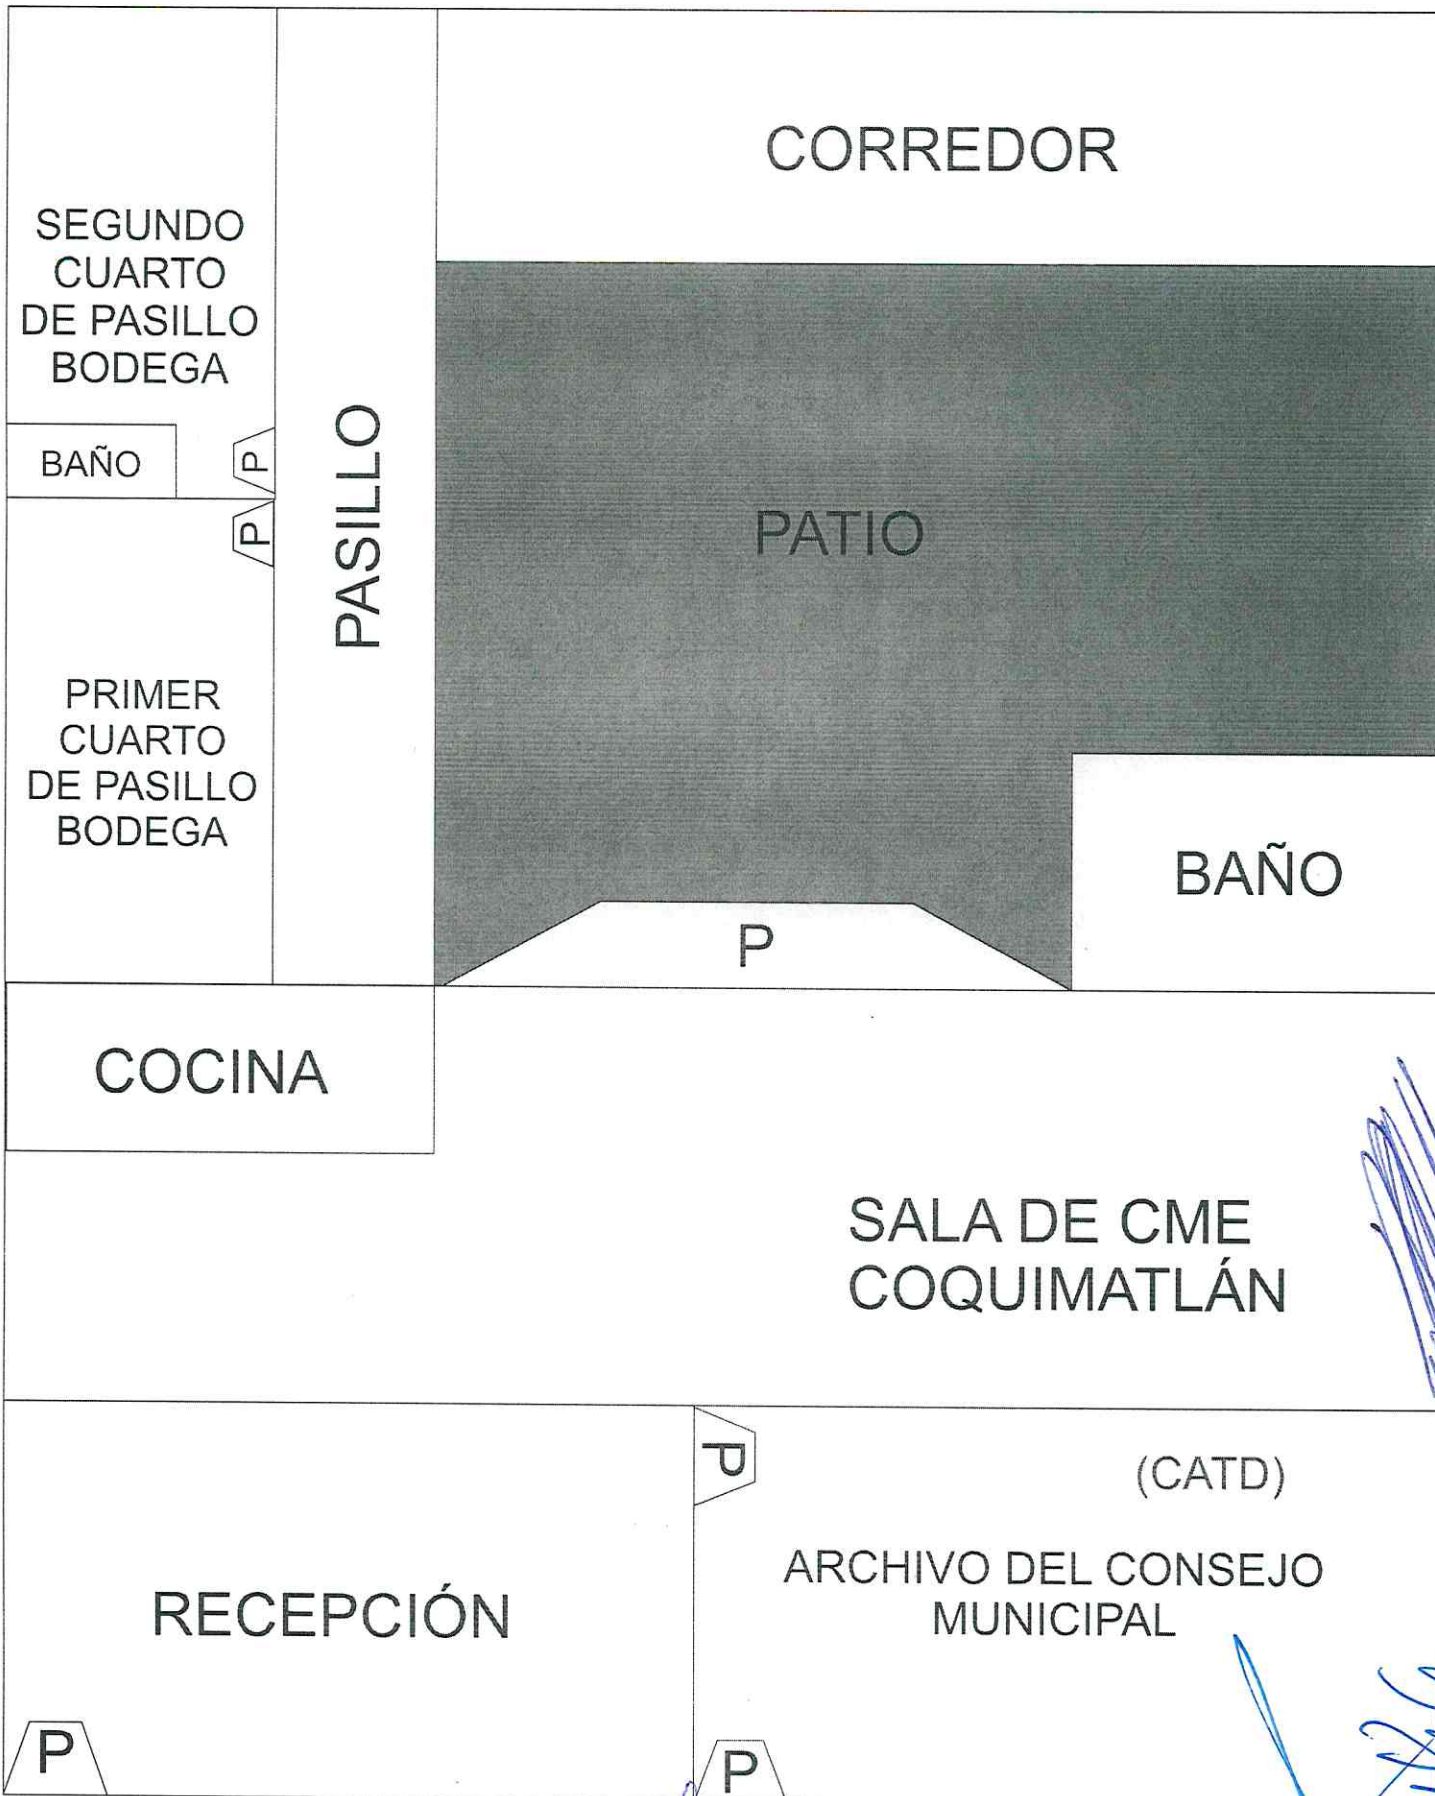 CORREDOR
SEGUNDO
CUARTO
DE PASILLO
BODEGA
BAÑO
P
P
PASILLO
PATIO
PRIMER
CUARTO
DE PASILLO
BODEGA
BAÑO
P
COCINA
SALA DE CME
COQUIMATLÁN
P
(CATD)
ARCHIVO DEL CONSEJO
MUNICIPAL
RECEPCIÓN
P
P